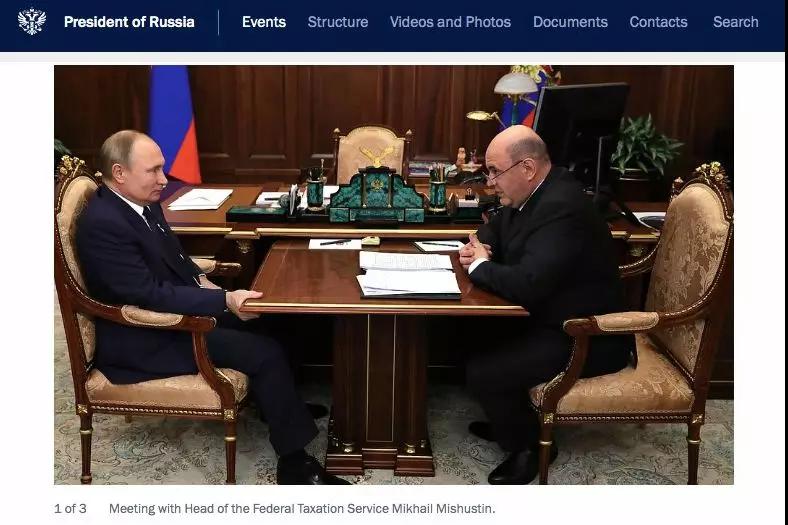 President of Russia Events Structure Videos and Photos Documents Contacts Search
1 of 3 Meeting with Head of the Federal Taxation Service Mikhail Mishustin.